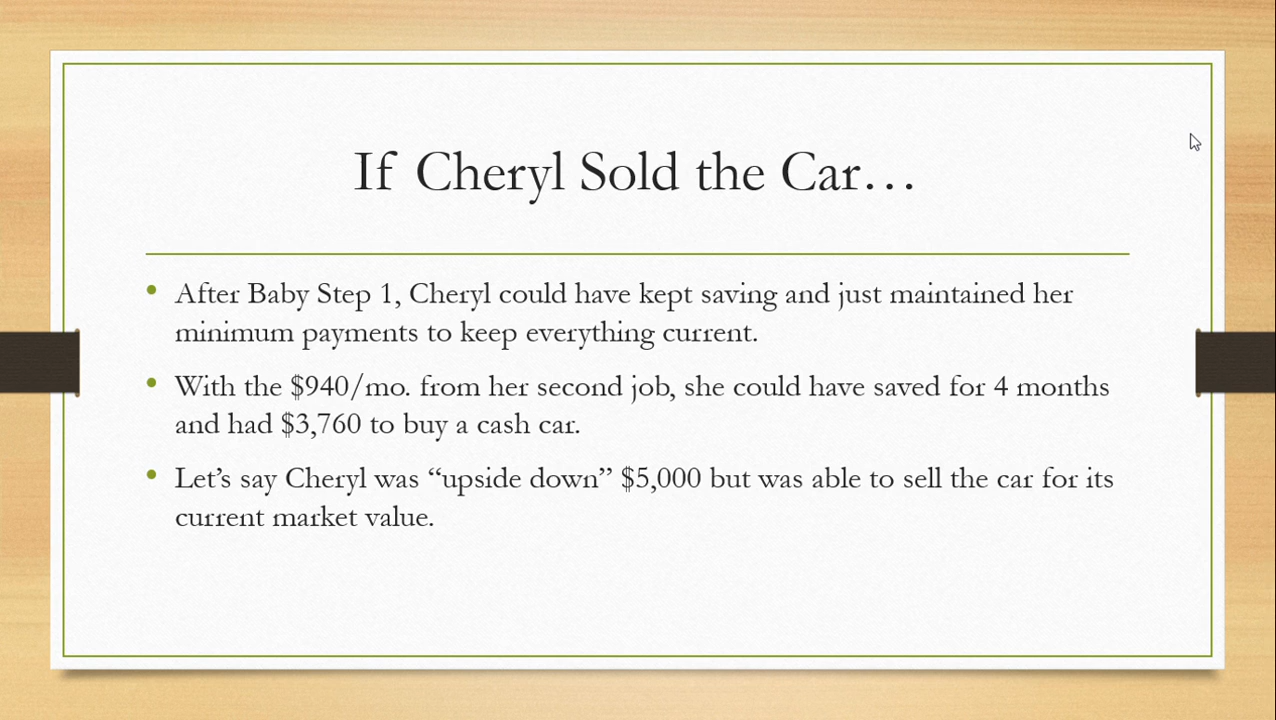 If Cheryl Sold the Car…
• After Baby Step 1, Cheryl could have kept saving and just maintained her
minimum payments to keep everything current.
• With the $940/mo. from her second job, she could have saved for 4 months
and had $3,760 to buy a cash car.
• Let’s say Cheryl was “upside down” $5,000 but was able to sell the car for its
current market value.